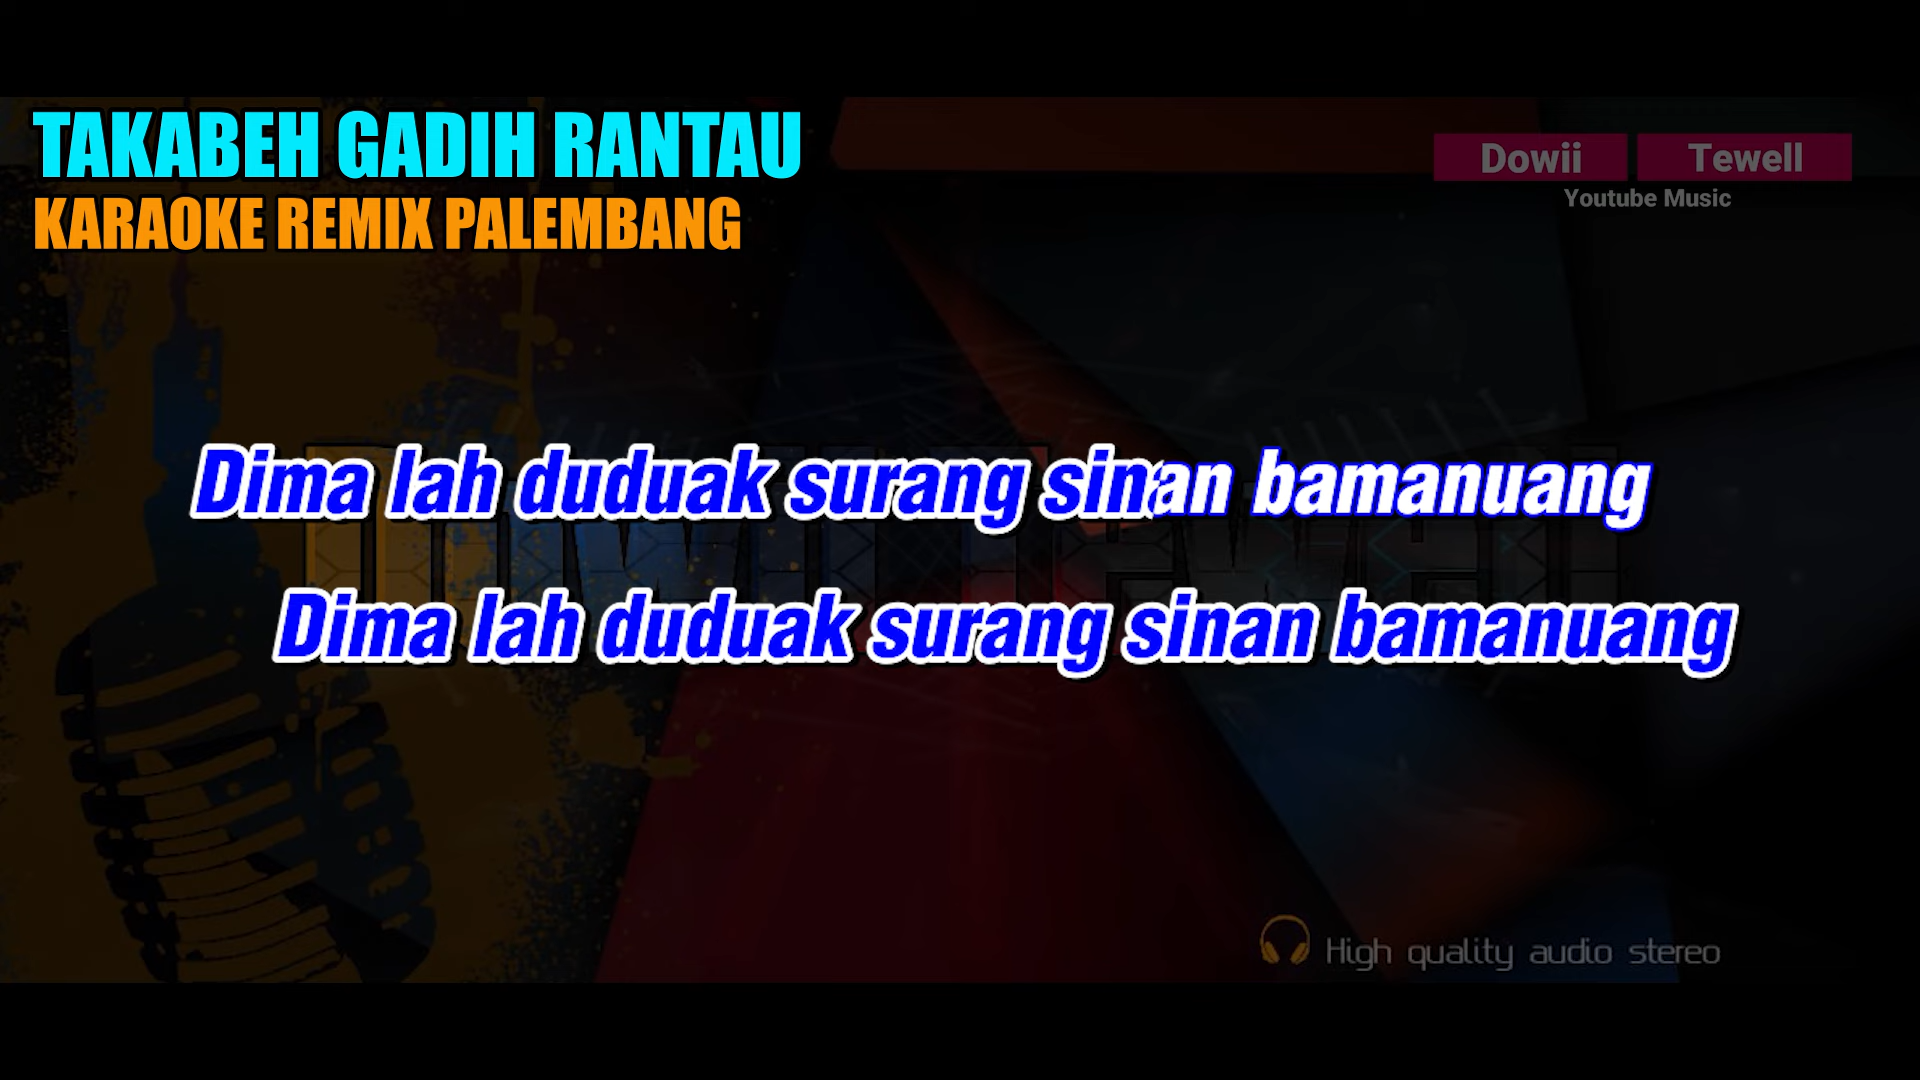 TAKABEH GADIH RANTAU
KARAOKE REMIX PALEMBANG
Dowii Tewell
Youtube Music
Dima lah duduak surang sinan bamanuang
Dima lah duduak surang sinan bamanuang
High quality audio stereo